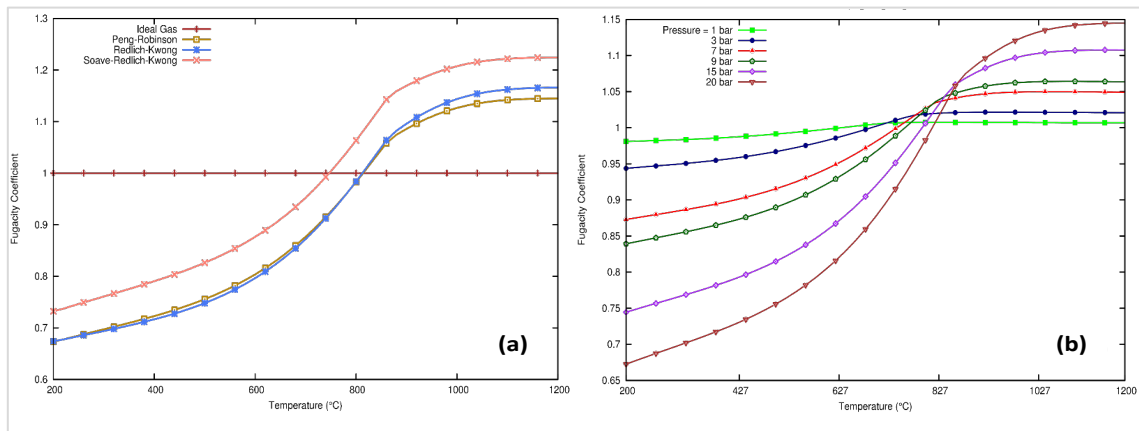 Ideal Gas
Peng-Robinson
Redlich-Kwong
Soave-Redlich-Kwong
1.3
1.2
1.1
1
0.9
0.8
0.7
0.6
Fugacity Coefficient
200
400
600
800
1000
1200
Temperature (°C)
(a)
Pressure = 1 bar
3 bar
7 bar
9 bar
15 bar
20 bar
1.15
1.1
1.05
1
0.95
0.9
0.85
0.8
0.75
0.7
0.65
Fugacity Coefficient
200
427
627
827
1027
1200
Temperature (°C)
(b)